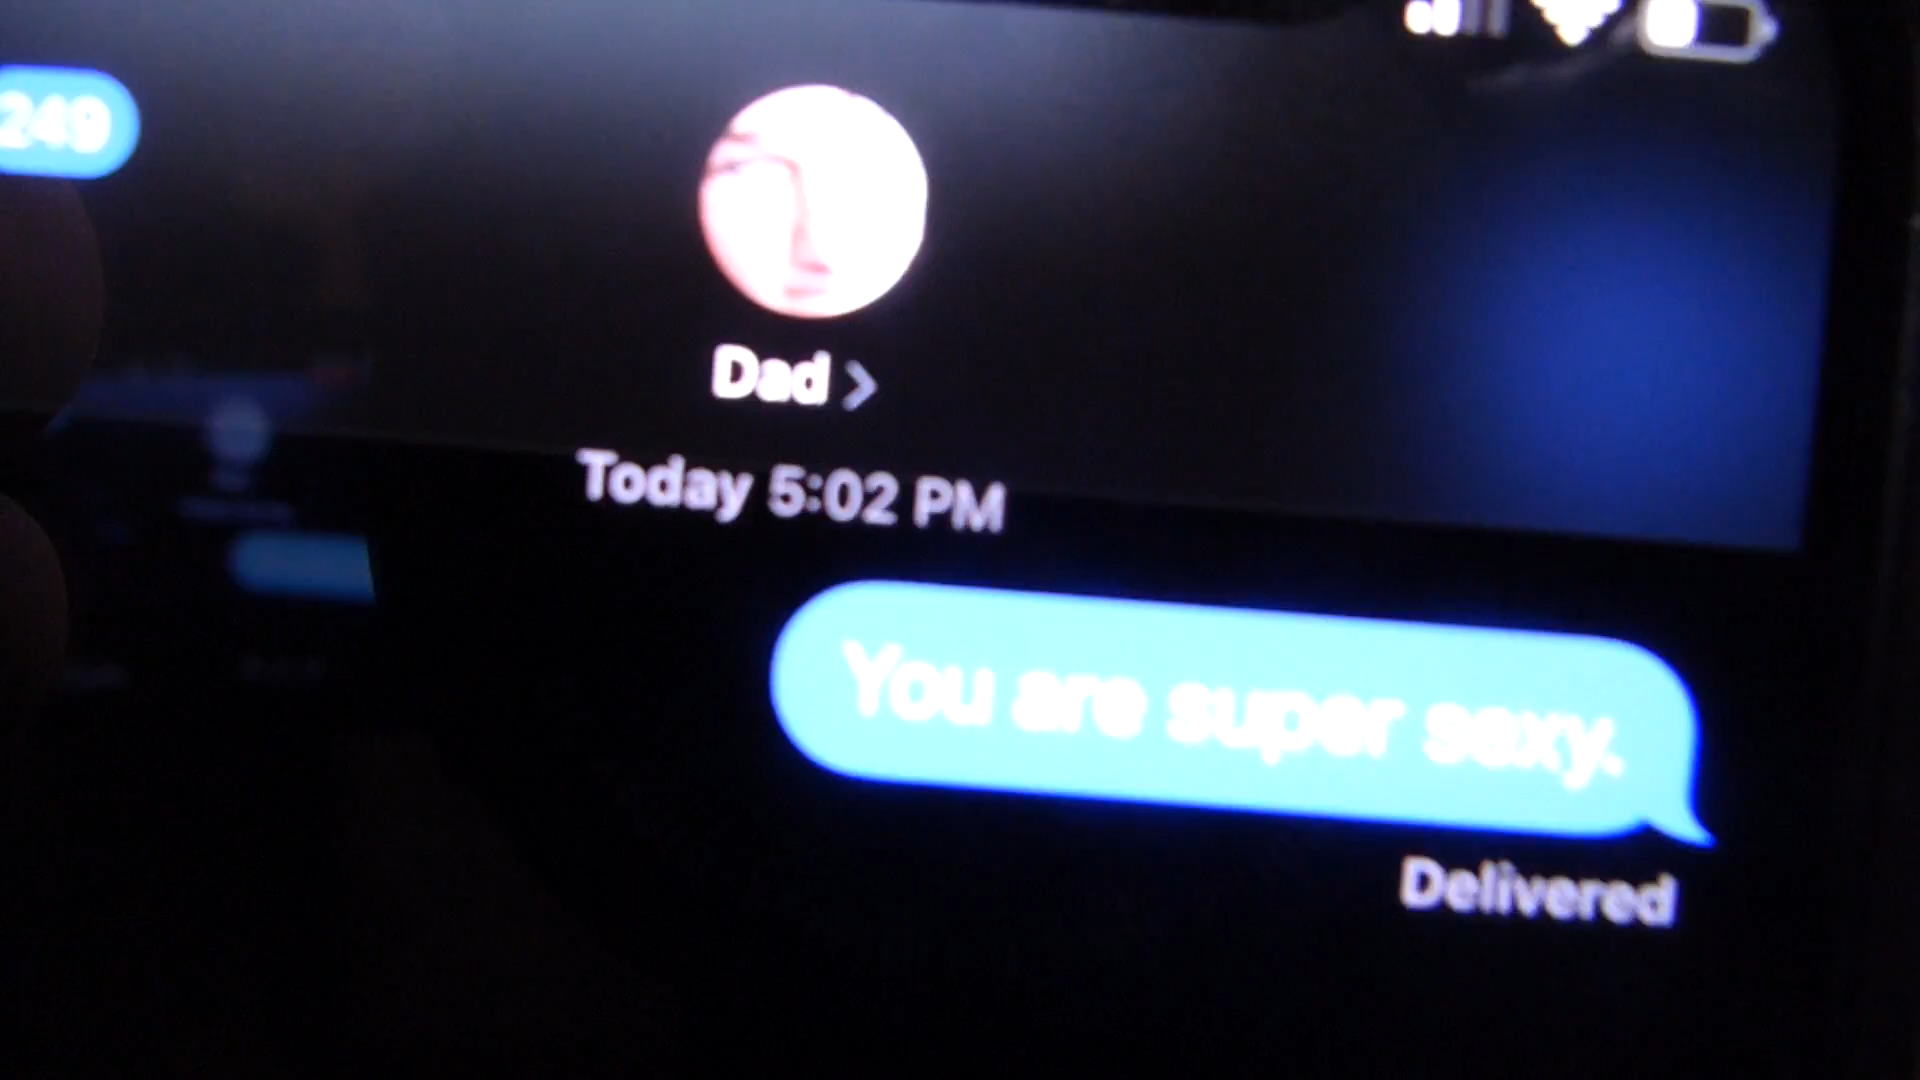 249
Dad >
Today 5:02 PM
You are super sexy.
Delivered